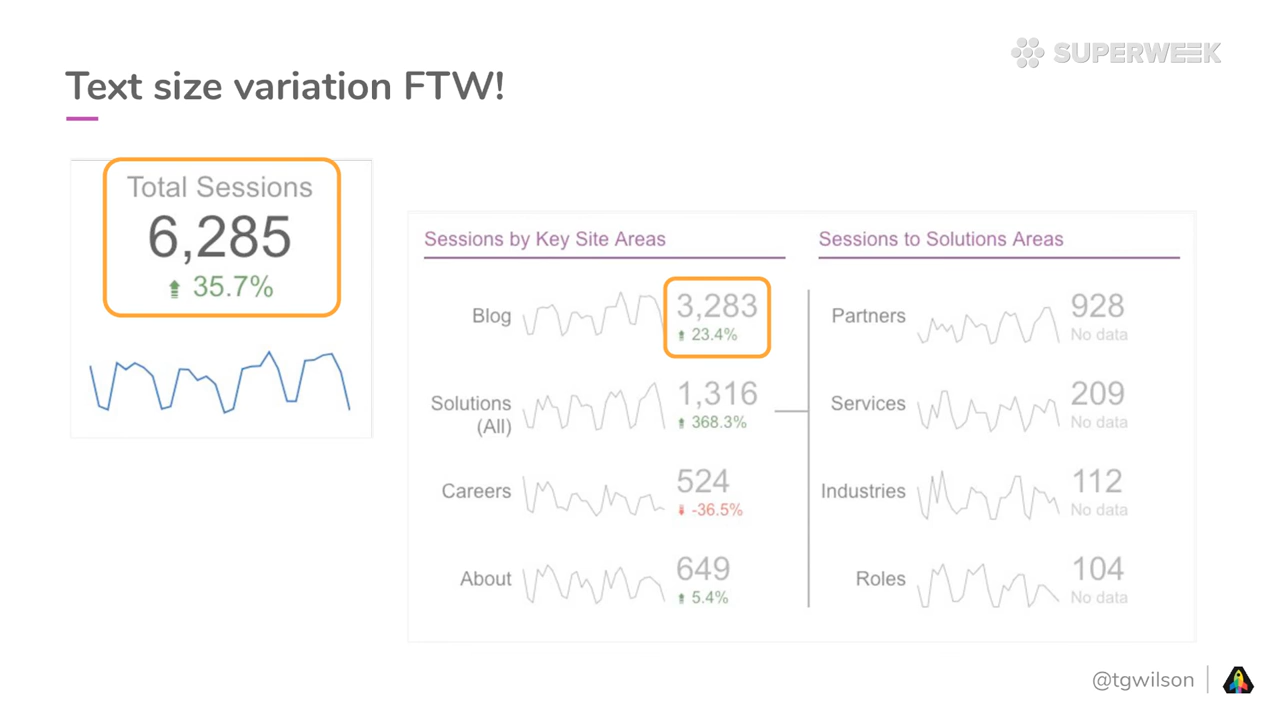 SUPERWEEK
Text size variation FTW!
Total Sessions
6,285
35.7%
Sessions by Key Site Areas
Blog
3,283
23.4%
Solutions
(All)
1,316
368.3%
Careers
524
-36.5%
About
649
5.4%
Sessions to Solutions Areas
Partners
928
No data
Services
209
No data
Industries
112
No data
Roles
104
No data
@tgwilson